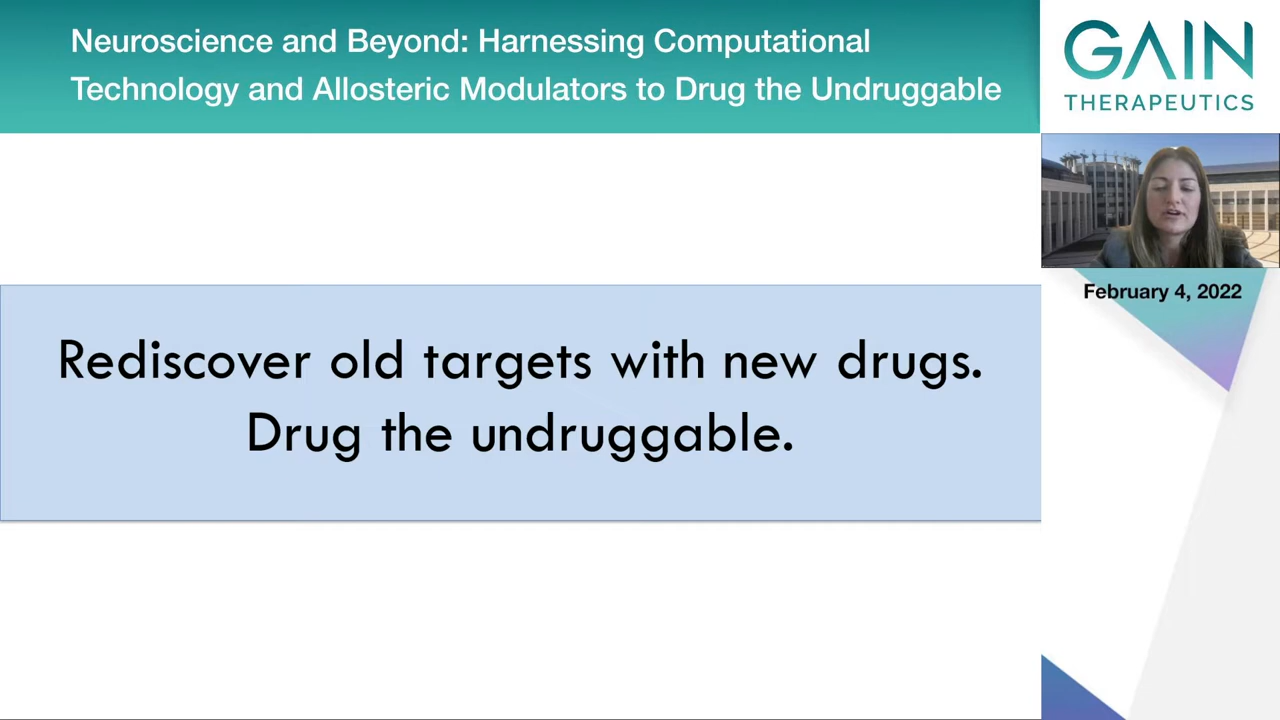 Neuroscience and Beyond: Harnessing Computational
Technology and Allosteric Modulators to Drug the Undruggable
GAIN
THERAPEUTICS
February 4, 2022
Rediscover old targets with new drugs.
Drug the undruggable.